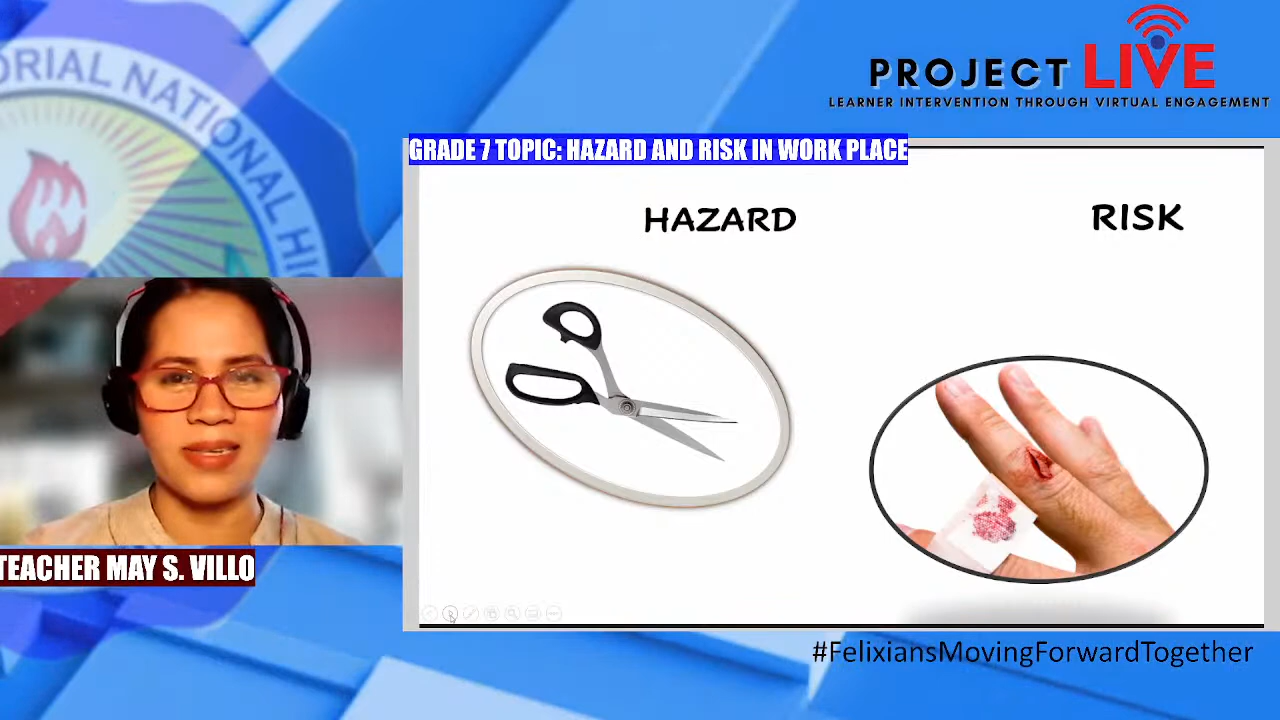 PROJECT LIVE
LEARNER INTERVENTION THROUGH VIRTUAL ENGAGEMENT
NATIONAL
GRADE 7 TOPIC: HAZARD AND RISK IN WORK PLACE
HAZARD
RISK
TEACHER MAY S. VILLO
#FelixiansMovingForwardTogether